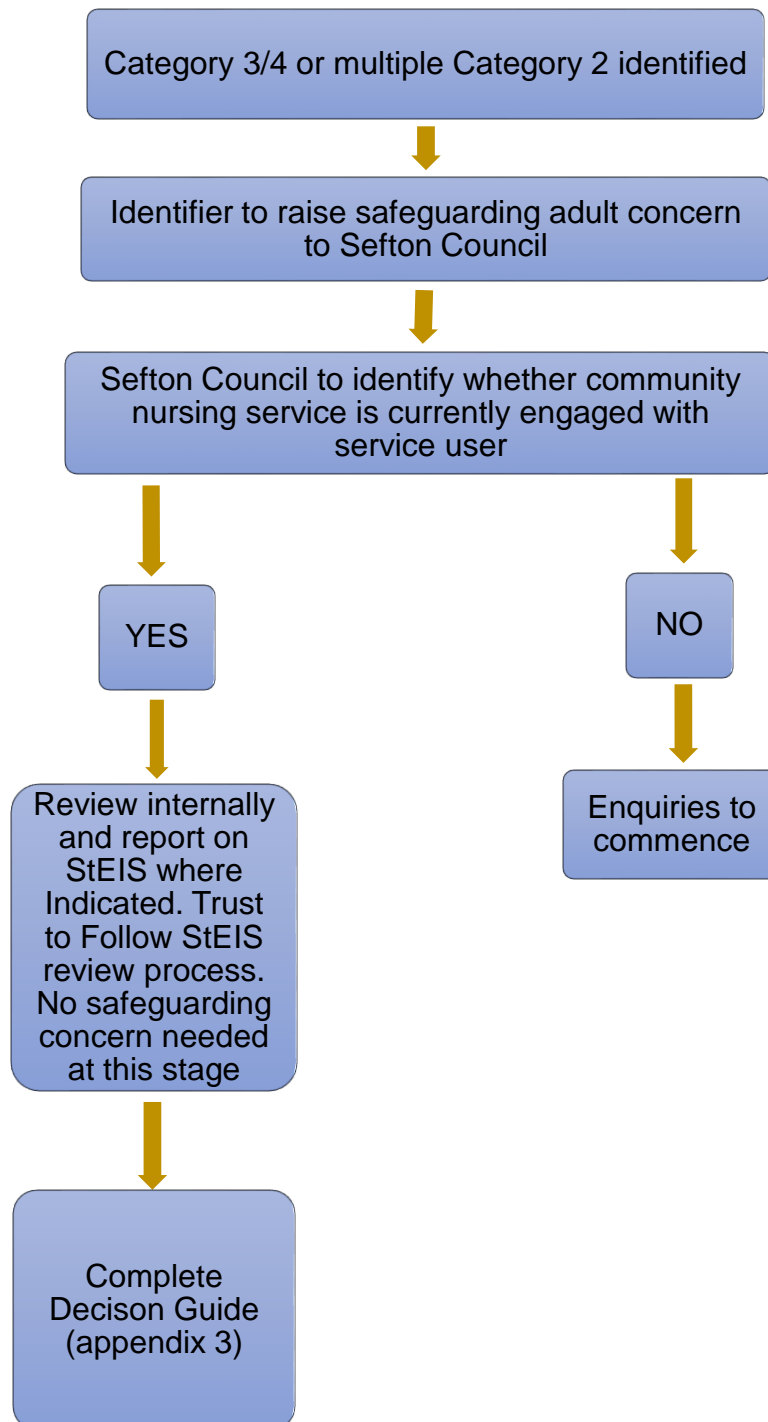 Category 3/4 or multiple Category 2 identified
Identifier to raise safeguarding adult concern
to Sefton Council
Sefton Council to identify whether community
nursing service is currently engaged with
service user
YES
NO
Review internally
and report on
StEIS where
Indicated. Trust
to Follow StEIS
review process.
No safeguarding
concern needed
at this stage
Enquiries to
commence
Complete
Decison Guide
(appendix 3)